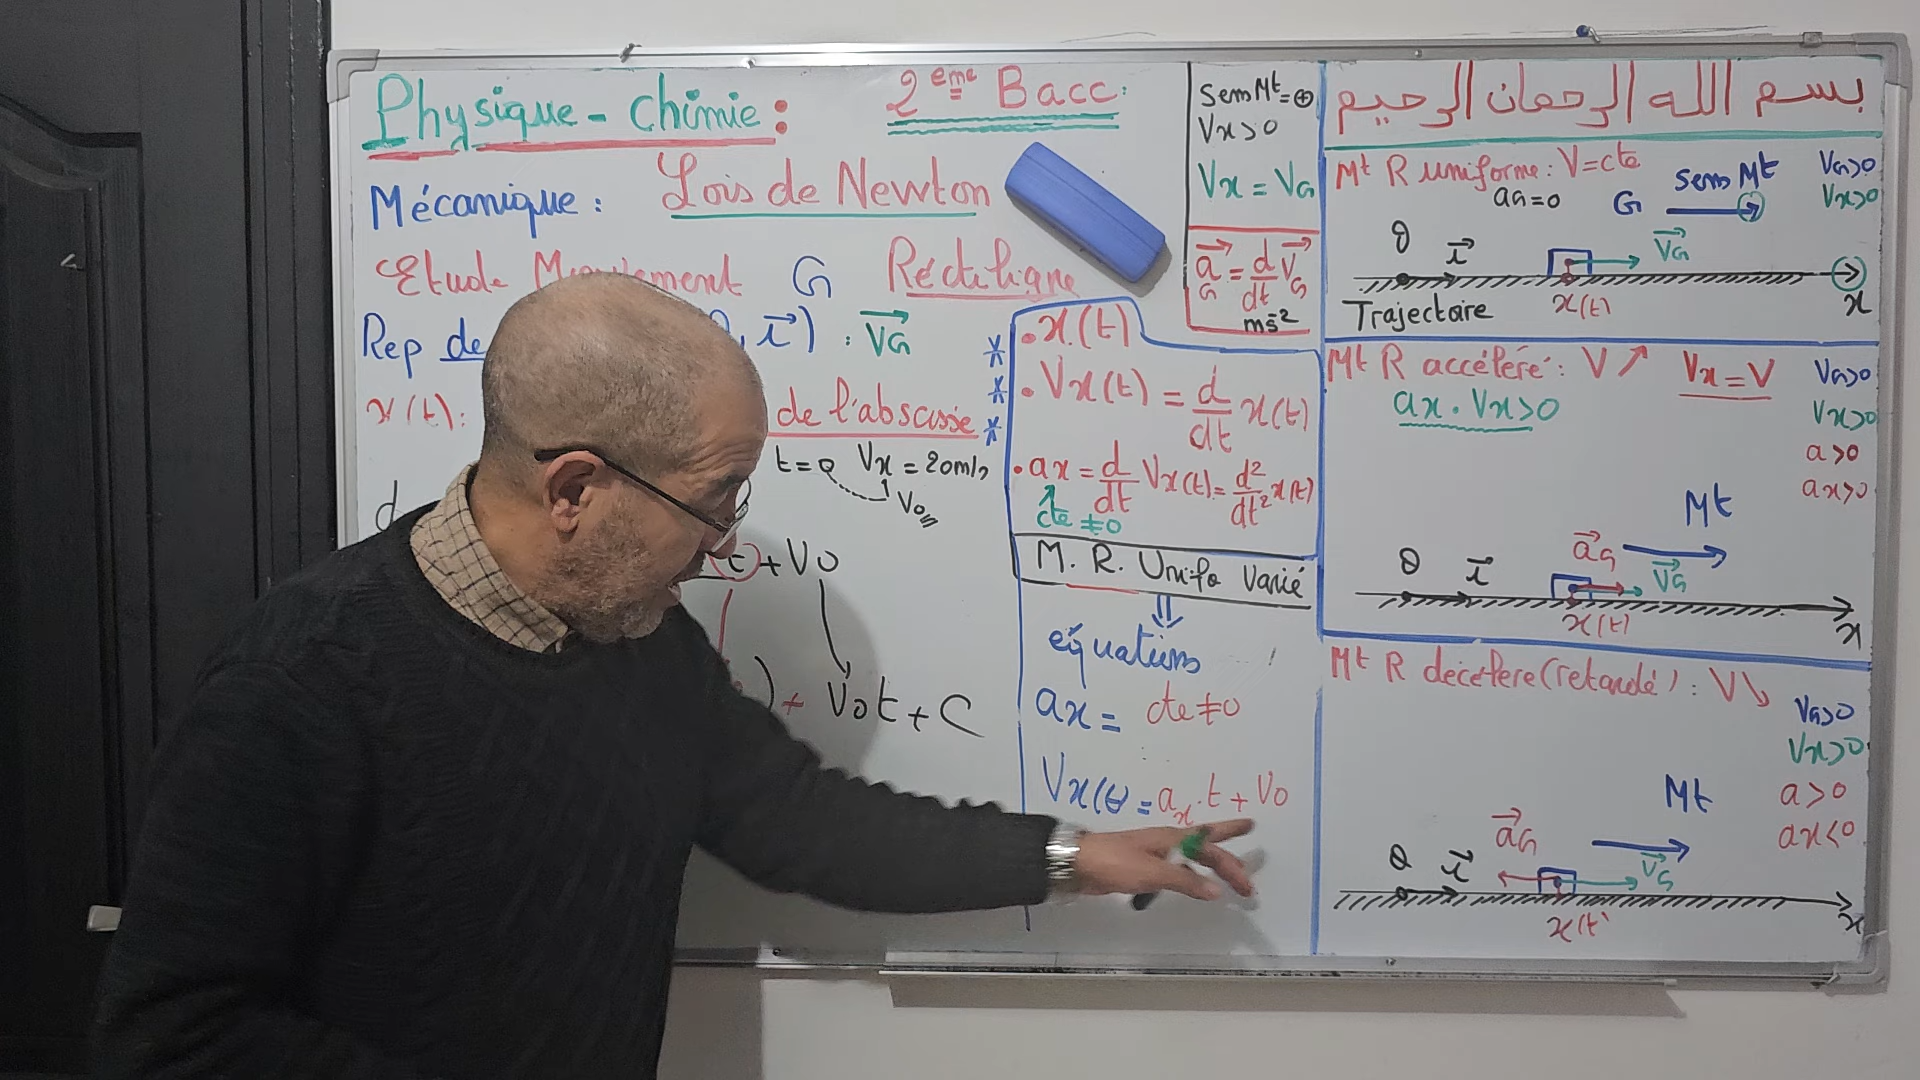 Physique - chimie :
2ème Bacc :
Mécanique : Lois de Newton
Etude G Réctiligne
Rep de , i) : VG
x(t): de l'abscisse
t=0 Vx = 20m/s
V0
+ V0
+ V0t + C
sens Mt = ⊕
Vx > 0
Vx = VG
aG = d/dt VG
ms-2
• x(t)
• Vx(t) = d/dt x(t)
• ax = d/dt Vx(t) = d²/dt² x(t)
cte ≠ 0
M. R. Unifo Varié
équations
ax = cte ≠ 0
Vx(t) = ax . t + V0
بسم الله الرحمان الرحيم
Mt R uniforme : V = cte
aG = 0
G sens Mt
VG>0
Vx>0
O i VG
Trajectoire x(t) x
Mt R accéléré : V ↗ Vx = V
ax . Vx>0
VG>0
Vx>0
a>0
ax>0
Mt
O i aG VG
x(t) x
Mt R décéléré (retardé) : V ↘
VG>0
Vx>0
a>0
ax<0
Mt
O i aG VG
x(t) x